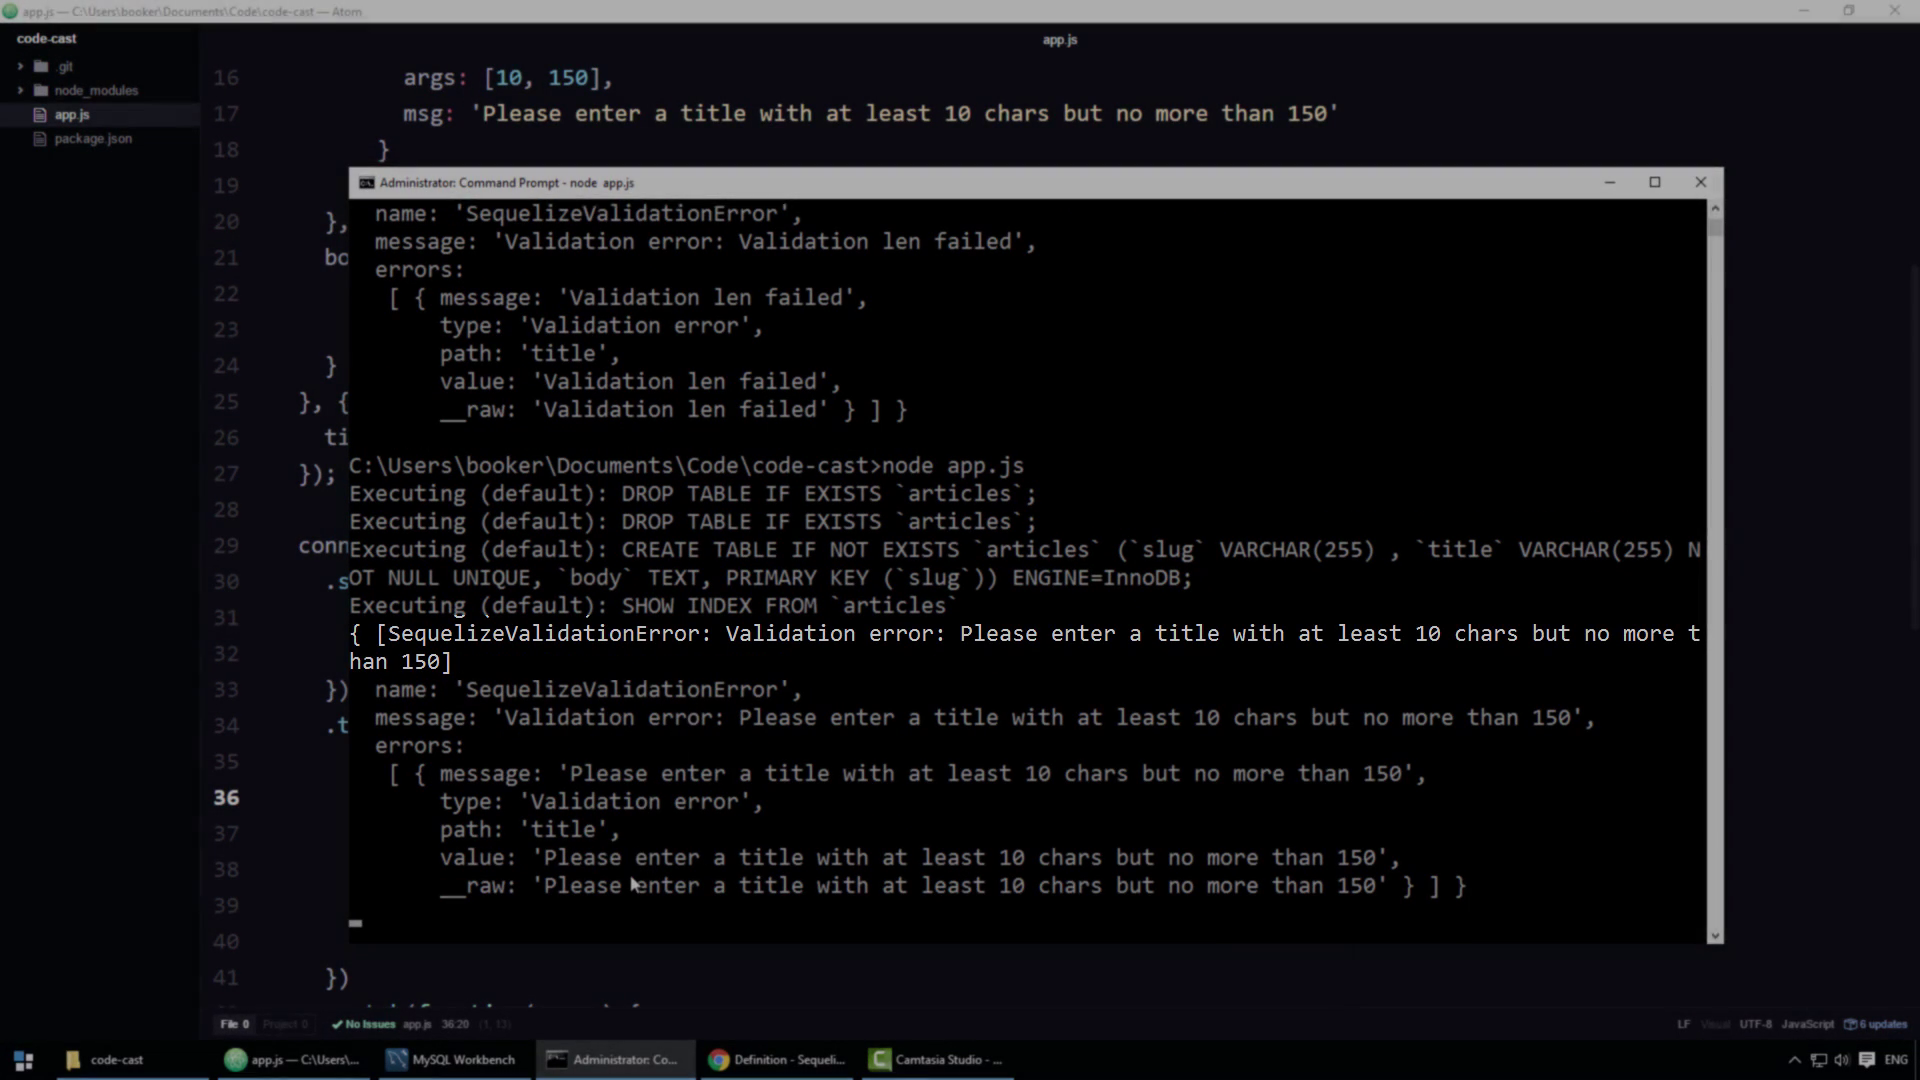 app.js — C:\Users\booker\Documents\Code\code-cast — Atom
code-cast
app.js
.git
node_modules
app.js
package.json
16 args: [10, 150],
17 msg: 'Please enter a title with at least 10 chars but no more than 150'
18 }
19
20 },
21 bo
22
23
24 }
25 }, {
26 ti
27 });
28
29 conn
30 .s
31
32
33 })
34 .t
35
36
37
38
39
40
41 })
Administrator: Command Prompt - node app.js
name: 'SequelizeValidationError',
message: 'Validation error: Validation len failed',
errors:
[ { message: 'Validation len failed',
type: 'Validation error',
path: 'title',
value: 'Validation len failed',
__raw: 'Validation len failed' } ] }
C:\Users\booker\Documents\Code\code-cast>node app.js
Executing (default): DROP TABLE IF EXISTS `articles`;
Executing (default): DROP TABLE IF EXISTS `articles`;
Executing (default): CREATE TABLE IF NOT EXISTS `articles` (`slug` VARCHAR(255) , `title` VARCHAR(255) N
OT NULL UNIQUE, `body` TEXT, PRIMARY KEY (`slug`)) ENGINE=InnoDB;
Executing (default): SHOW INDEX FROM `articles`
{ [SequelizeValidationError: Validation error: Please enter a title with at least 10 chars but no more t
han 150]
name: 'SequelizeValidationError',
message: 'Validation error: Please enter a title with at least 10 chars but no more than 150',
errors:
[ { message: 'Please enter a title with at least 10 chars but no more than 150',
type: 'Validation error',
path: 'title',
value: 'Please enter a title with at least 10 chars but no more than 150',
__raw: 'Please enter a title with at least 10 chars but no more than 150' } ] }
File 0 Project 0 No Issues app.js 36:20 (1, 13)
LF Visual UTF-8 JavaScript 6 updates
code-cast
app.js — C:\Users\...
MySQL Workbench
Administrator: Co...
Definition - Sequeli...
Camtasia Studio - ...
ENG